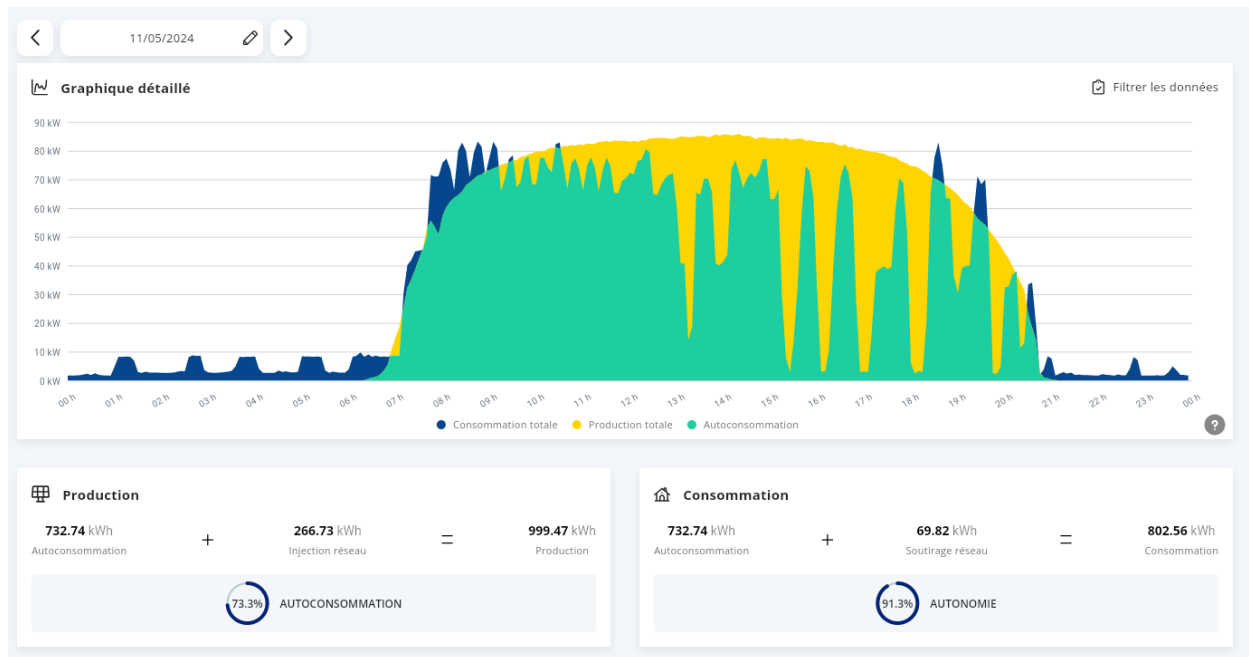 11/05/2024
Graphique détaillé
Filtrer les données
90 kW
80 kW
70 kW
60 kW
50 kW
40 kW
30 kW
20 kW
10 kW
0 kW
00 h 01 h 02 h 03 h 04 h 05 h 06 h 07 h 08 h 09 h 10 h 11 h 12 h 13 h 14 h 15 h 16 h 17 h 18 h 19 h 20 h 21 h 22 h 23 h 00 h
Consommation totale Production totale Autoconsommation
?
Production
732.74 kWh + 266.73 kWh = 999.47 kWh
Autoconsommation Injection réseau Production
73.3% AUTOCONSOMMATION
Consommation
732.74 kWh + 69.82 kWh = 802.56 kWh
Autoconsommation Soutirage réseau Consommation
91.3% AUTONOMIE